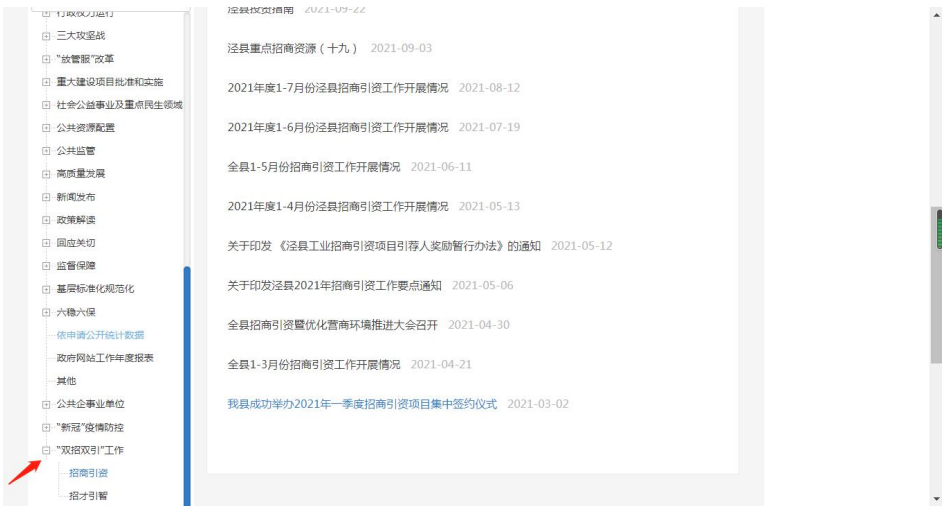 行政权力运行
三大攻坚战
"放管服"改革
重大建设项目批准和实施
社会公益事业及重点民生领域
公共资源配置
公共监管
高质量发展
新闻发布
政策解读
回应关切
监督保障
基层标准化规范化
六稳六保
依申请公开统计数据
政府网站工作年度报表
其他
公共企事业单位
"新冠"疫情防控
"双招双引"工作
招商引资
招才引智
泾县投资指南 2021-09-22
泾县重点招商资源（十九） 2021-09-03
2021年度1-7月份泾县招商引资工作开展情况 2021-08-12
2021年度1-6月份泾县招商引资工作开展情况 2021-07-19
全县1-5月份招商引资工作开展情况 2021-06-11
2021年度1-4月份泾县招商引资工作开展情况 2021-05-13
关于印发 《泾县工业招商引资项目引荐人奖励暂行办法》的通知 2021-05-12
关于印发泾县2021年招商引资工作要点通知 2021-05-06
全县招商引资暨优化营商环境推进大会召开 2021-04-30
全县1-3月份招商引资工作开展情况 2021-04-21
我县成功举办2021年一季度招商引资项目集中签约仪式 2021-03-02